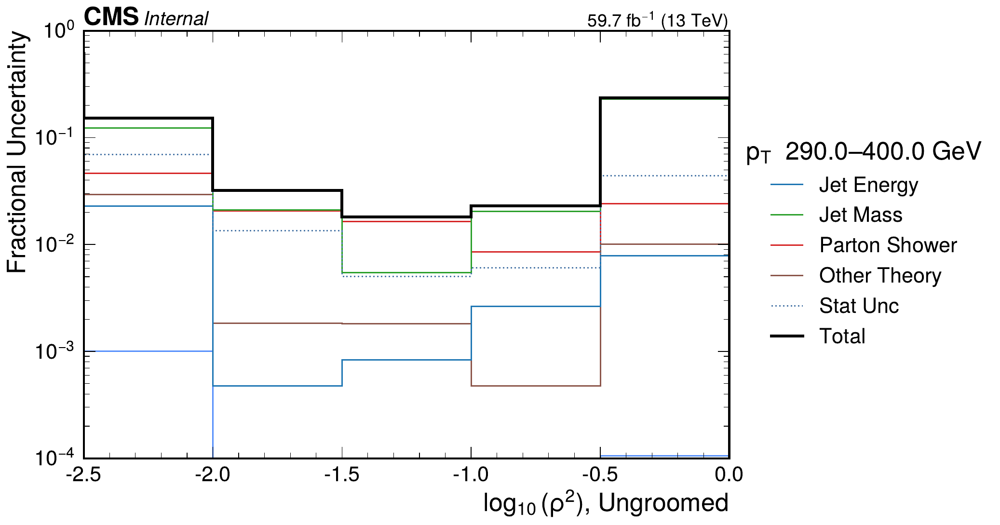 CMS Internal
59.7 fb⁻¹ (13 TeV)
Fractional Uncertainty
10⁰
10⁻¹
10⁻²
10⁻³
10⁻⁴
-2.5 -2.0 -1.5 -1.0 -0.5 0.0
log₁₀(ρ²), Ungroomed
p_T 290.0–400.0 GeV
Jet Energy
Jet Mass
Parton Shower
Other Theory
Stat Unc
Total